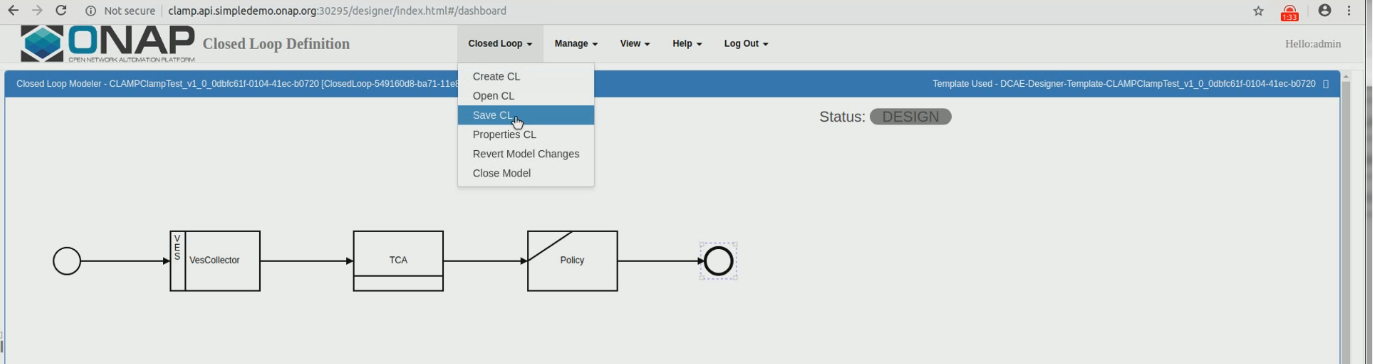 Not secure | clamp.api.simpledemo.onap.org:30295/designer/index.html#/dashboard
1:33
ONAP
OPEN NETWORK AUTOMATION PLATFORM
Closed Loop Definition
Closed Loop Manage View Help Log Out
Hello:admin
Closed Loop Modeler - CLAMPClampTest_v1_0_0dbfc61f-0104-41ec-b0720 [ClosedLoop-549160d8-ba71-11e8
Template Used - DCAE-Designer-Template-CLAMPClampTest_v1_0_0dbfc61f-0104-41ec-b0720
Create CL
Open CL
Save CL
Properties CL
Revert Model Changes
Close Model
Status: DESIGN
VES
VesCollector
TCA
Policy